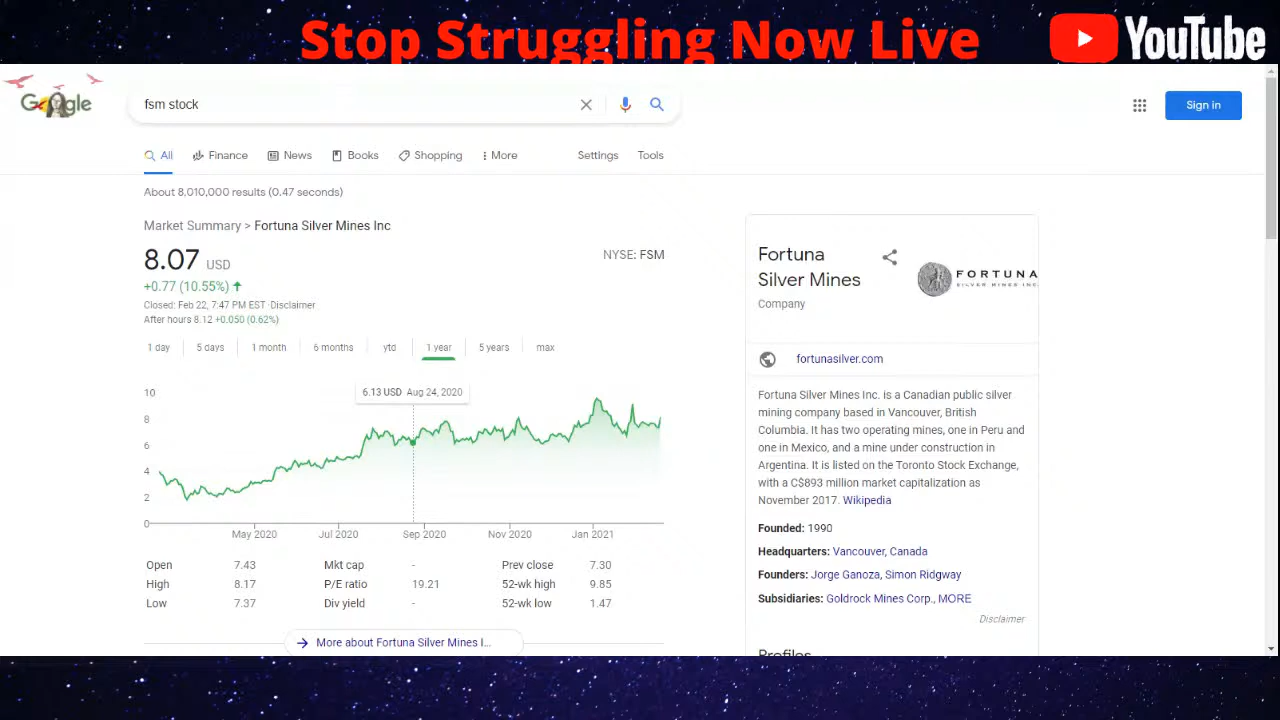 Stop Struggling Now Live
YouTube
Google
fsm stock
Sign in
All Finance News Books Shopping More Settings Tools
About 8,010,000 results (0.47 seconds)
Market Summary > Fortuna Silver Mines Inc
8.07 USD
NYSE: FSM
+0.77 (10.55%)
Closed: Feb 22, 7:47 PM EST ·Disclaimer
After hours 8.12 +0.050 (0.62%)
1 day 5 days 1 month 6 months ytd 1 year 5 years max
6.13 USD Aug 24, 2020
10
8
6
4
2
0
May 2020 Jul 2020 Sep 2020 Nov 2020 Jan 2021
Open 7.43 Mkt cap - Prev close 7.30
High 8.17 P/E ratio 19.21 52-wk high 9.85
Low 7.37 Div yield - 52-wk low 1.47
More about Fortuna Silver Mines I...
Fortuna
Silver Mines
Company
FORTUNA
SILVER MINES INC.
fortunasilver.com
Fortuna Silver Mines Inc. is a Canadian public silver
mining company based in Vancouver, British
Columbia. It has two operating mines, one in Peru and
one in Mexico, and a mine under construction in
Argentina. It is listed on the Toronto Stock Exchange,
with a C$893 million market capitalization as
November 2017. Wikipedia
Founded: 1990
Headquarters: Vancouver, Canada
Founders: Jorge Ganoza, Simon Ridgway
Subsidiaries: Goldrock Mines Corp., MORE
Disclaimer
Profiles